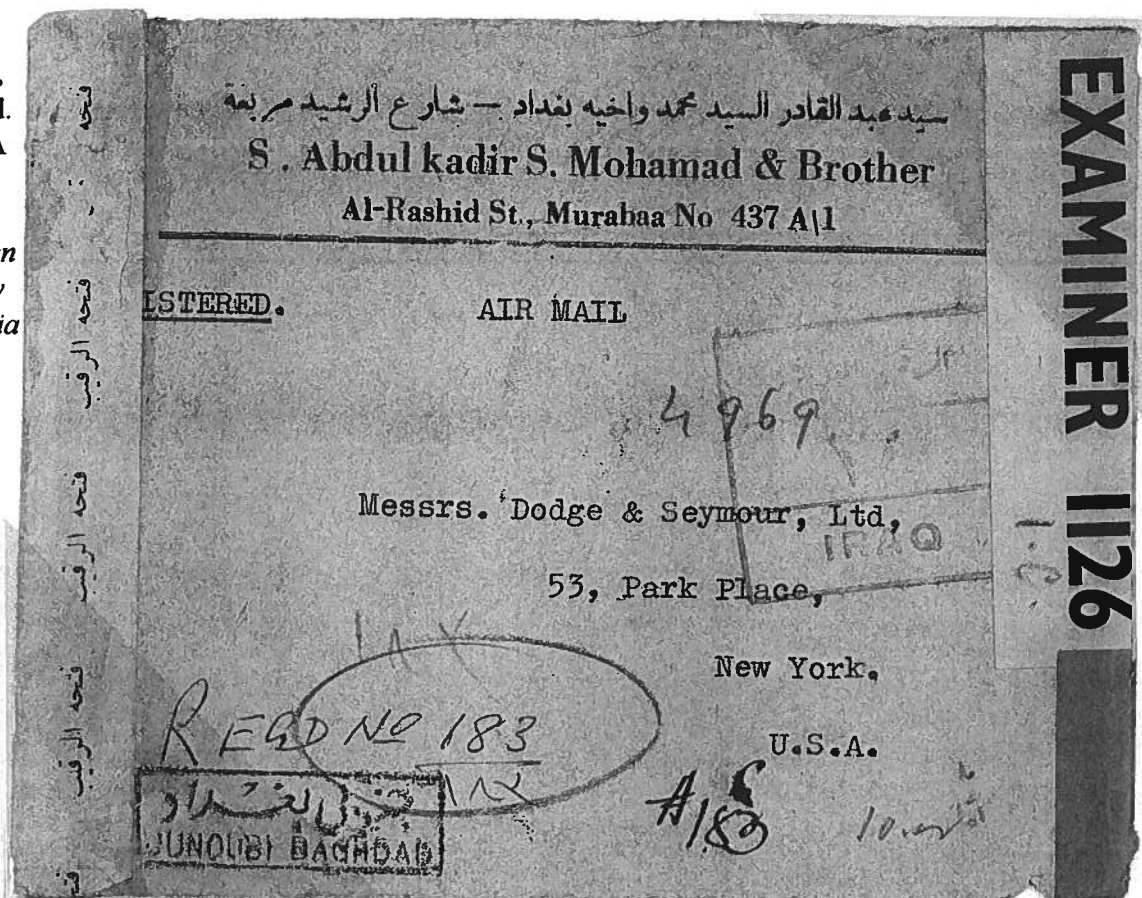 سيد عبد القادر السيد محمد واخيه بغداد — شارع الرشيد مربعة
S. Abdul kadir S. Mohamad & Brother
Al-Rashid St., Murabaa No 437 A\1
ISTERED.
AIR MAIL
4969
Messrs. Dodge & Seymour, Ltd,
IRAQ
53, Park Place,
New York.
U.S.A.
REGD No 183
١٨٣
JUNOUBI BAGHDAD
EXAMINER 1126
فتحه
فتحه الرقيب
فتحه الرقيب
فتحه الرقيب